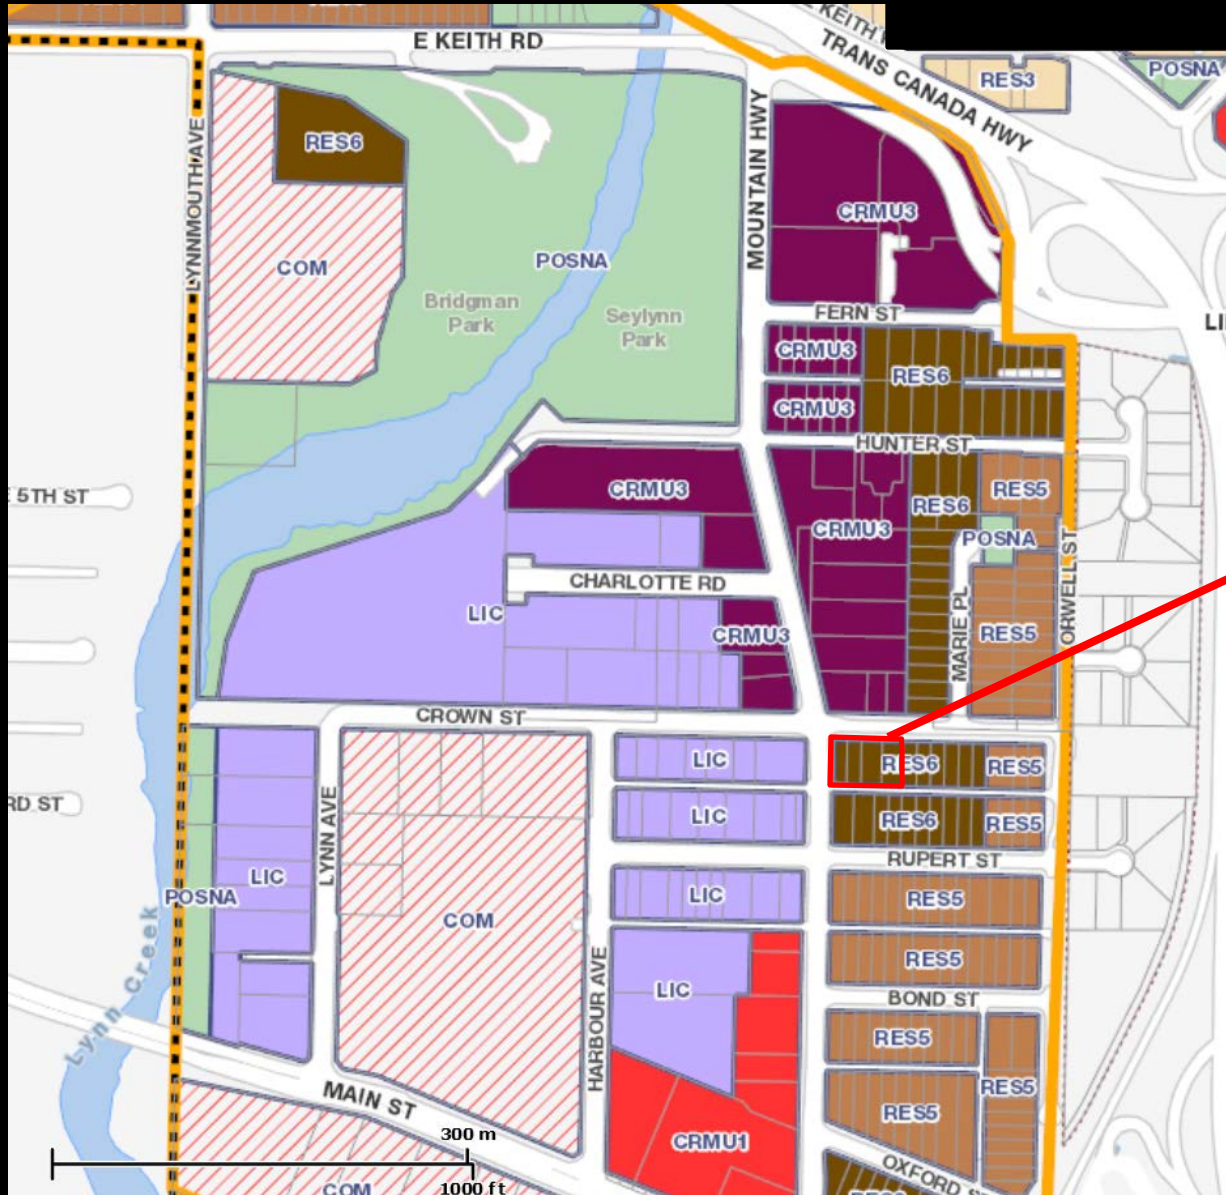 E KEITH RD
TRANS CANADA HWY
RES3
POSNA
LYNNMOUTH AVE
RES6
MOUNTAIN HWY
CRMU3
COM
POSNA
Bridgman
Park
Seylynn
Park
FERN ST
CRMU3
RES6
CRMU3
HUNTER ST
5TH ST
CRMU3
RES5
RES6
CRMU3
POSNA
ORWELL ST
CHARLOTTE RD
LIC
CRMU3
MARIE PL
RES5
CROWN ST
LIC
RES6
RES5
LYNN AVE
LIC
RES6
RES5
RUPERT ST
LIC
POSNA
LIC
RES5
COM
RES5
Lynn Creek
HARBOUR AVE
LIC
BOND ST
RES5
RES5
MAIN ST
RES5
300 m
CRMU1
1000 ft
COM
OXFORD